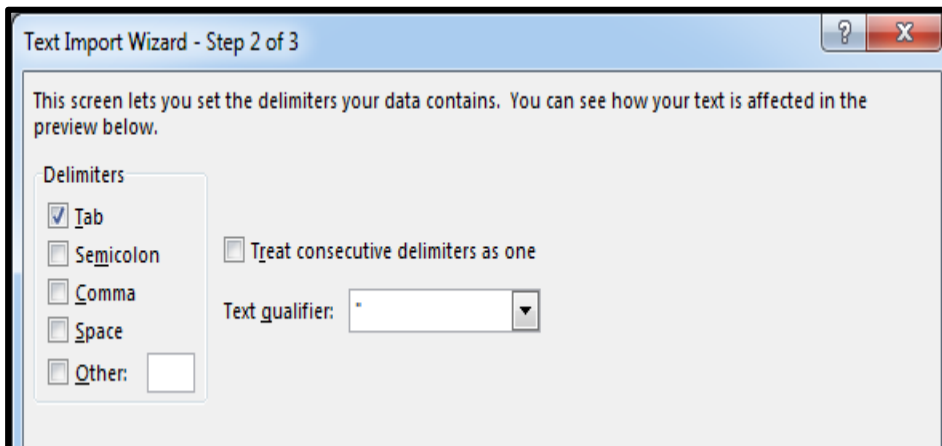 Text Import Wizard - Step 2 of 3
?
X
This screen lets you set the delimiters your data contains. You can see how your text is affected in the
preview below.
Delimiters
Tab
Semicolon
Comma
Space
Other:
Treat consecutive delimiters as one
Text qualifier: "